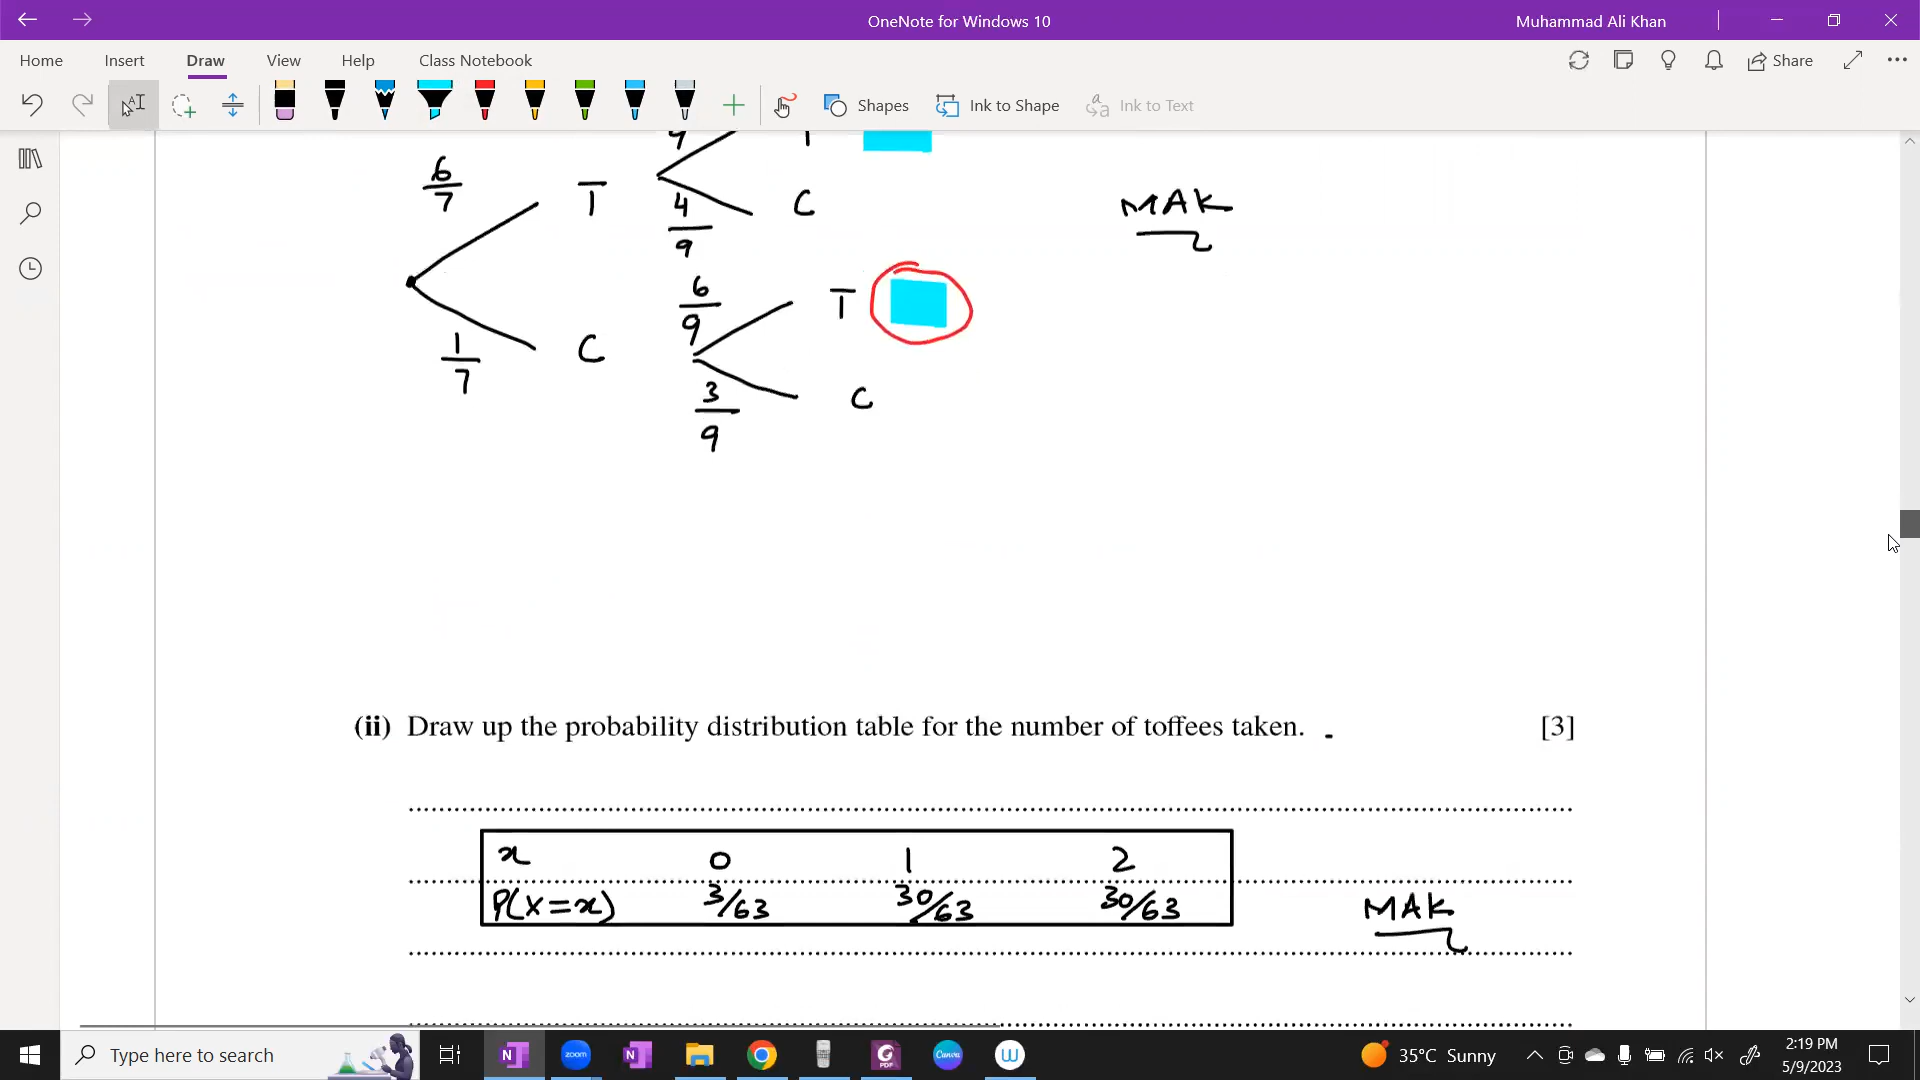 OneNote for Windows 10
Muhammad Ali Khan
Home Insert Draw View Help Class Notebook
Share
Shapes Ink to Shape Ink to Text
T
6/7 T
4/9 C
MAK
6/9 T
1/7 C
3/9 C
(ii) Draw up the probability distribution table for the number of toffees taken. [3]
x 0 1 2
P(X=x) 3/63 30/63 30/63
MAK
Type here to search
zoom
PDF
Canva
W
35°C Sunny
2:19 PM
5/9/2023